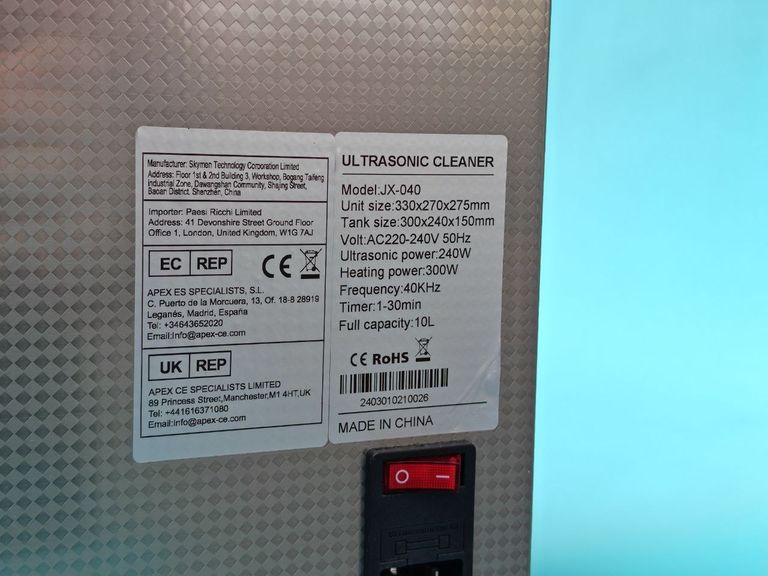 Manufacturer: Skymen Technology Corporation Limited
Address: Floor 1st & 2nd Building 3, Workshop, Bogang Taifeng
Industrial Zone, Dawangshan Community, Shajing Street,
Baoan District, Shenzhen, China
Importer: Paesi Ricchi Limited
Address: 41 Devonshire Street Ground Floor
Office 1, London, United Kingdom, W1G 7AJ
EC REP CE
APEX ES SPECIALISTS, S.L.
C. Puerto de la Morcuera, 13, Of. 18-8 28919
Leganés, Madrid, España
Tel: +34643652020
Email:Info@apex-ce.com
UK REP
APEX CE SPECIALISTS LIMITED
89 Princess Street,Manchester,M1 4HT,UK
Tel: +441616371080
Email:Info@apex-ce.com
ULTRASONIC CLEANER
Model:JX-040
Unit size:330x270x275mm
Tank size:300x240x150mm
Volt:AC220-240V 50Hz
Ultrasonic power:240W
Heating power:300W
Frequency:40KHz
Timer:1-30min
Full capacity:10L
CE RoHS
2403010210026
MADE IN CHINA